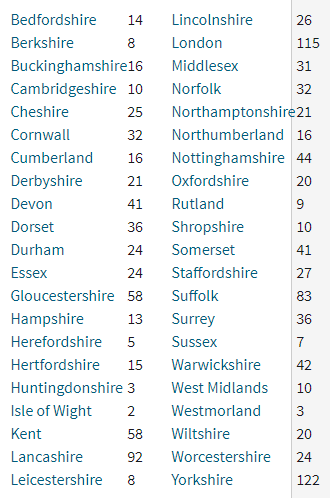 Bedfordshire 14 Lincolnshire 26
Berkshire 8 London 115
Buckinghamshire 16 Middlesex 31
Cambridgeshire 10 Norfolk 32
Cheshire 25 Northamptonshire 21
Cornwall 32 Northumberland 16
Cumberland 16 Nottinghamshire 44
Derbyshire 21 Oxfordshire 20
Devon 41 Rutland 9
Dorset 36 Shropshire 10
Durham 24 Somerset 41
Essex 24 Staffordshire 27
Gloucestershire 58 Suffolk 83
Hampshire 13 Surrey 36
Herefordshire 5 Sussex 7
Hertfordshire 15 Warwickshire 42
Huntingdonshire 3 West Midlands 10
Isle of Wight 2 Westmorland 3
Kent 58 Wiltshire 20
Lancashire 92 Worcestershire 24
Leicestershire 8 Yorkshire 122